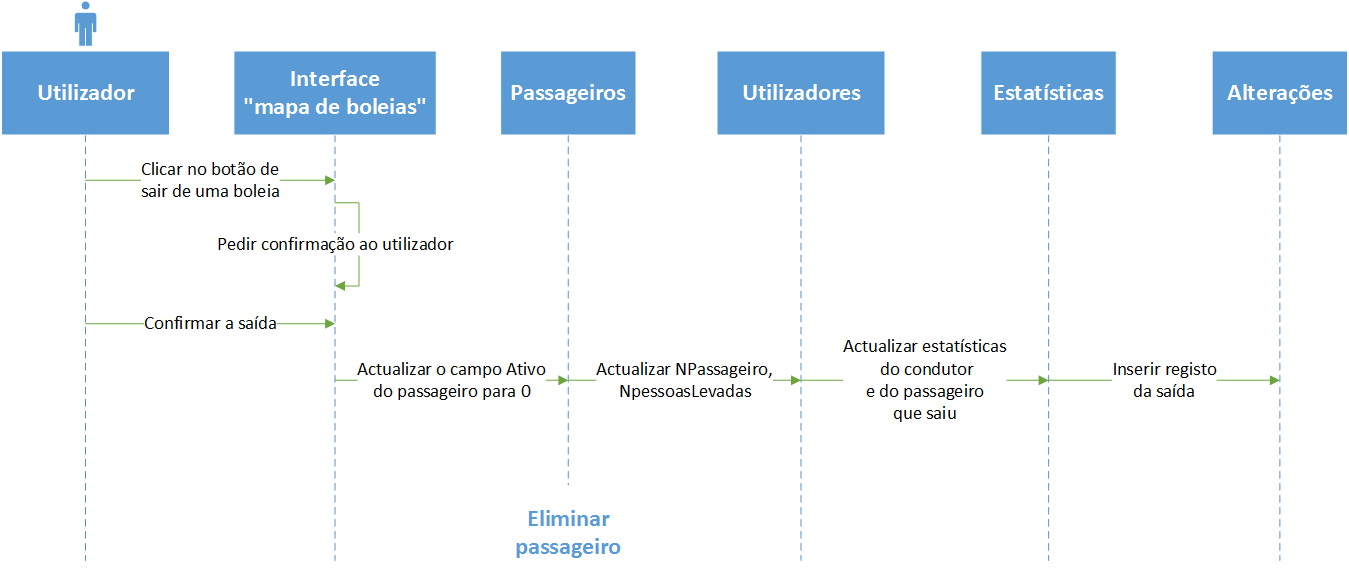 Utilizador
Interface
"mapa de boleias"
Passageiros
Utilizadores
Estatísticas
Alterações
Clicar no botão de
sair de uma boleia
Pedir confirmação ao utilizador
Confirmar a saída
Actualizar o campo Ativo
do passageiro para 0
Actualizar NPassageiro,
NpessoasLevadas
Actualizar estatísticas
do condutor
e do passageiro
que saiu
Inserir registo
da saída
Eliminar
passageiro